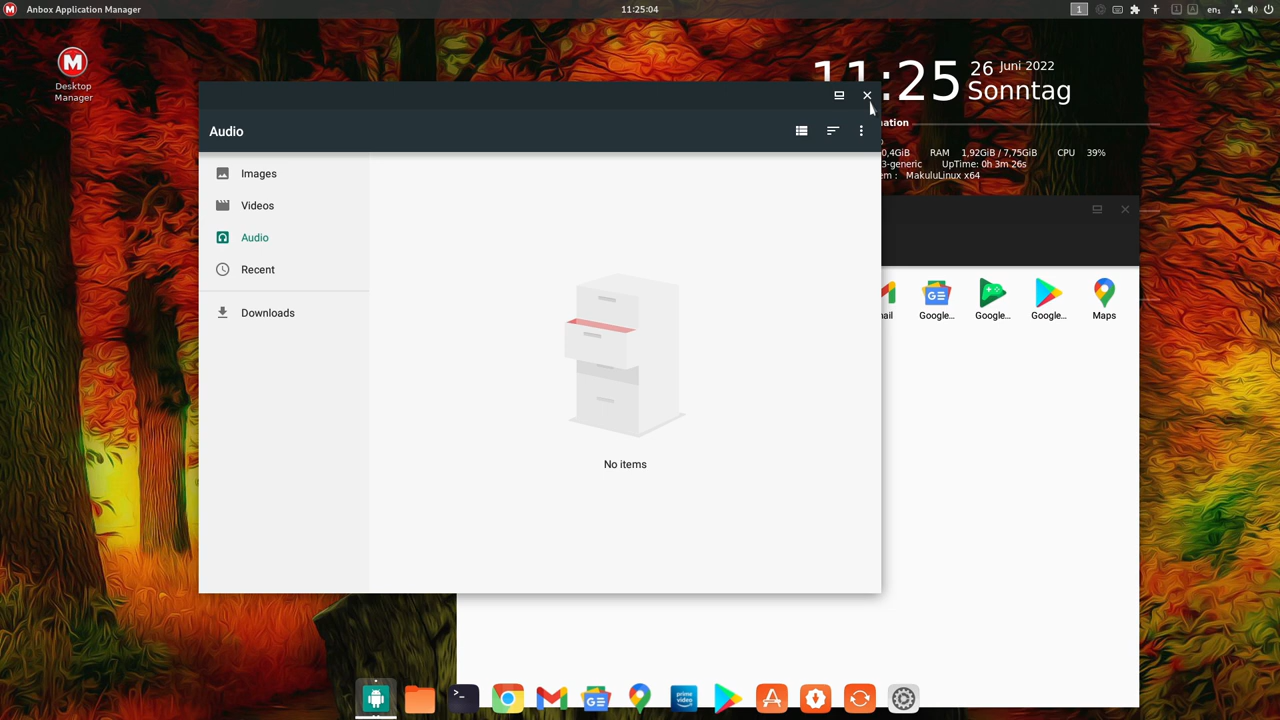 Anbox Application Manager
11:25:04
1
en1
Desktop
Manager
11:25
26 Juni 2022
Sonntag
ation
0,4GiB RAM 1,92GiB / 7,75GiB CPU 39%
3-generic UpTime: 0h 3m 26s
em : MakuluLinux x64
Audio
Images
Videos
Audio
Recent
Downloads
No items
ail
Google...
Google...
Google...
Maps
prime
video